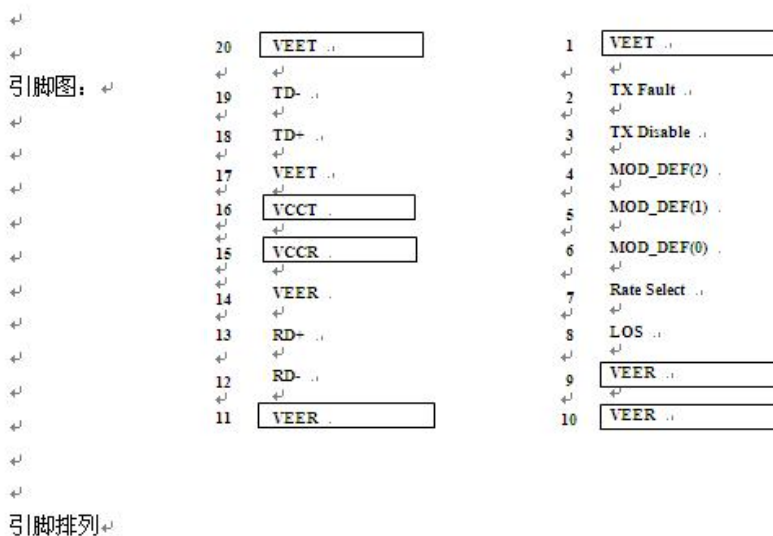 20 VEET 1 VEET
引脚图：
19 TD- 2 TX Fault
18 TD+ 3 TX Disable
17 VEET 4 MOD_DEF(2)
16 VCCT 5 MOD_DEF(1)
15 VCCR 6 MOD_DEF(0)
14 VEER 7 Rate Select
13 RD+ 8 LOS
12 RD- 9 VEER
11 VEER 10 VEER
引脚排列